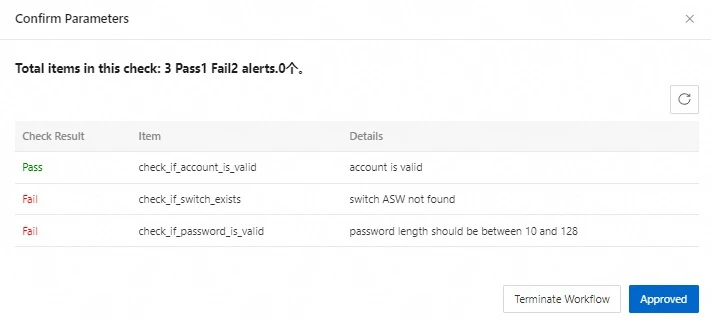 Confirm Parameters
Total items in this check: 3 Pass1 Fail2 alerts.0个。
Check Result Item Details
Pass check_if_account_is_valid account is valid
Fail check_if_switch_exists switch ASW not found
Fail check_if_password_is_valid password length should be between 10 and 128
Terminate Workflow Approved